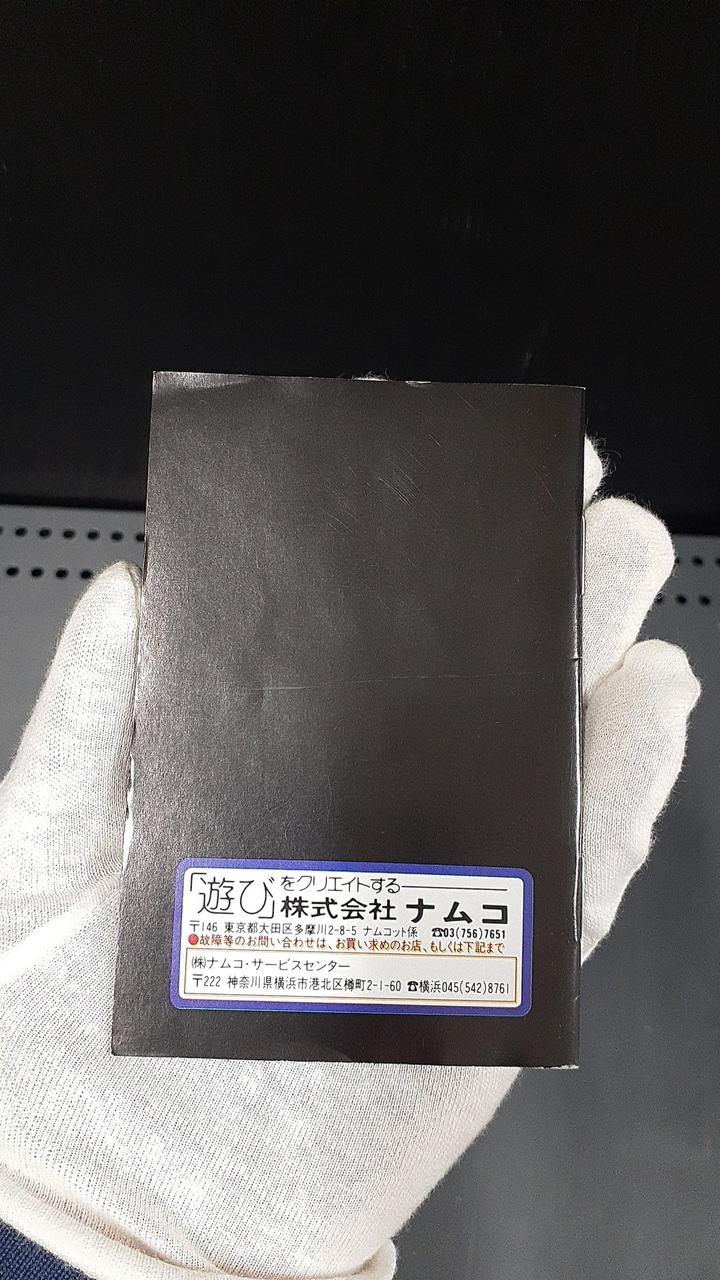 「遊び」をクリエイトする──
株式会社 ナムコ
〒146 東京都大田区多摩川2-8-5 ナムコット係 ☎03(756)7651
●故障等のお問い合わせは、お買い求めのお店、もしくは下記まで
㈱ナムコ・サービスセンター
〒222 神奈川県横浜市港北区樽町2-1-60 ☎横浜045(542)8761